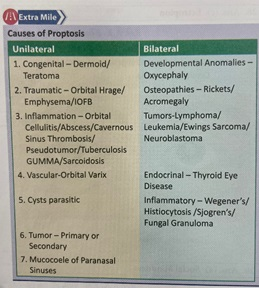 Extra Mile
Causes of Proptosis
Unilateral
Bilateral
1. Congenital – Dermoid/
Teratoma
Developmental Anomalies –
Oxycephaly
2. Traumatic – Orbital Hrage/
Emphysema/IOFB
Osteopathies – Rickets/
Acromegaly
3. Inflammation – Orbital
Cellulitis/Abscess/Cavernous
Sinus Thrombosis/
Pseudotumor/Tuberculosis
GUMMA/Sarcoidosis
Tumors-Lymphoma/
Leukemia/Ewings Sarcoma/
Neuroblastoma
4. Vascular-Orbital Varix
Endocrinal – Thyroid Eye
Disease
5. Cysts parasitic
Inflammatory – Wegener's/
Histiocytosis /Sjogren's/
Fungal Granuloma
6. Tumor – Primary or
Secondary
7. Mucocoele of Paranasal
Sinuses